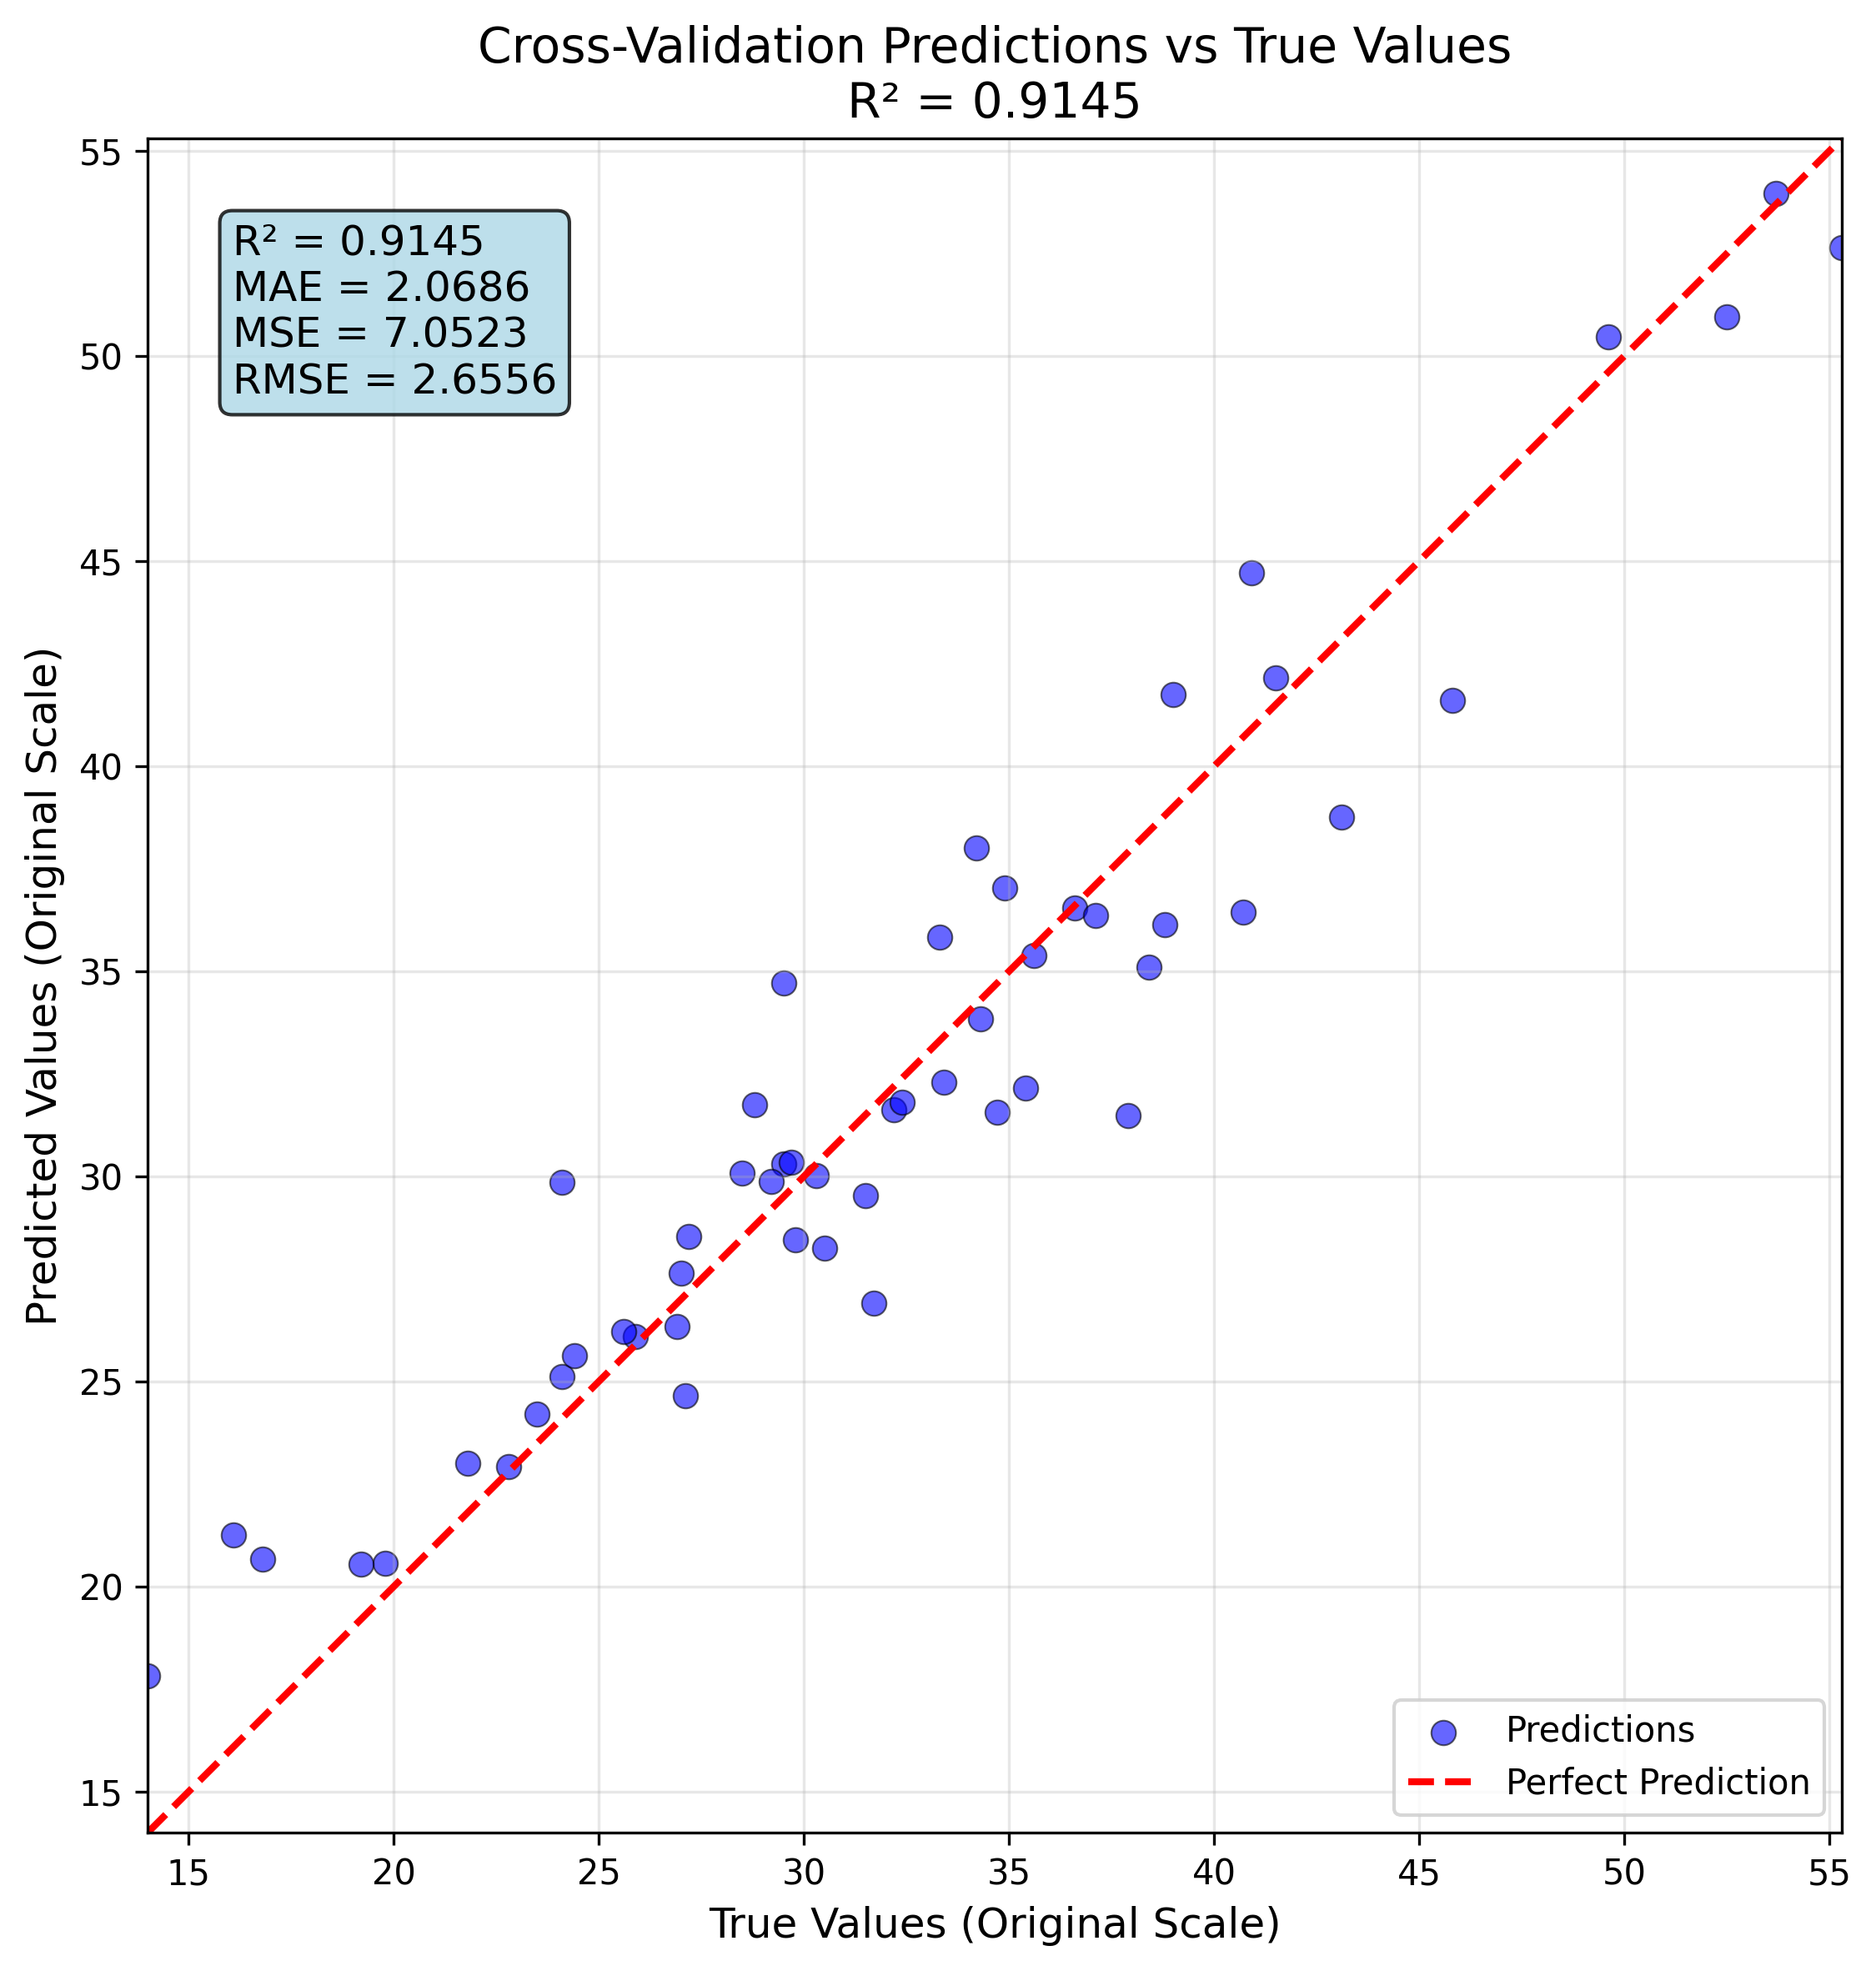 Cross-Validation Predictions vs True Values
R² = 0.9145
55
50
45
40
35
30
25
20
15
Predicted Values (Original Scale)
R² = 0.9145
MAE = 2.0686
MSE = 7.0523
RMSE = 2.6556
Predictions
Perfect Prediction
15 20 25 30 35 40 45 50 55
True Values (Original Scale)